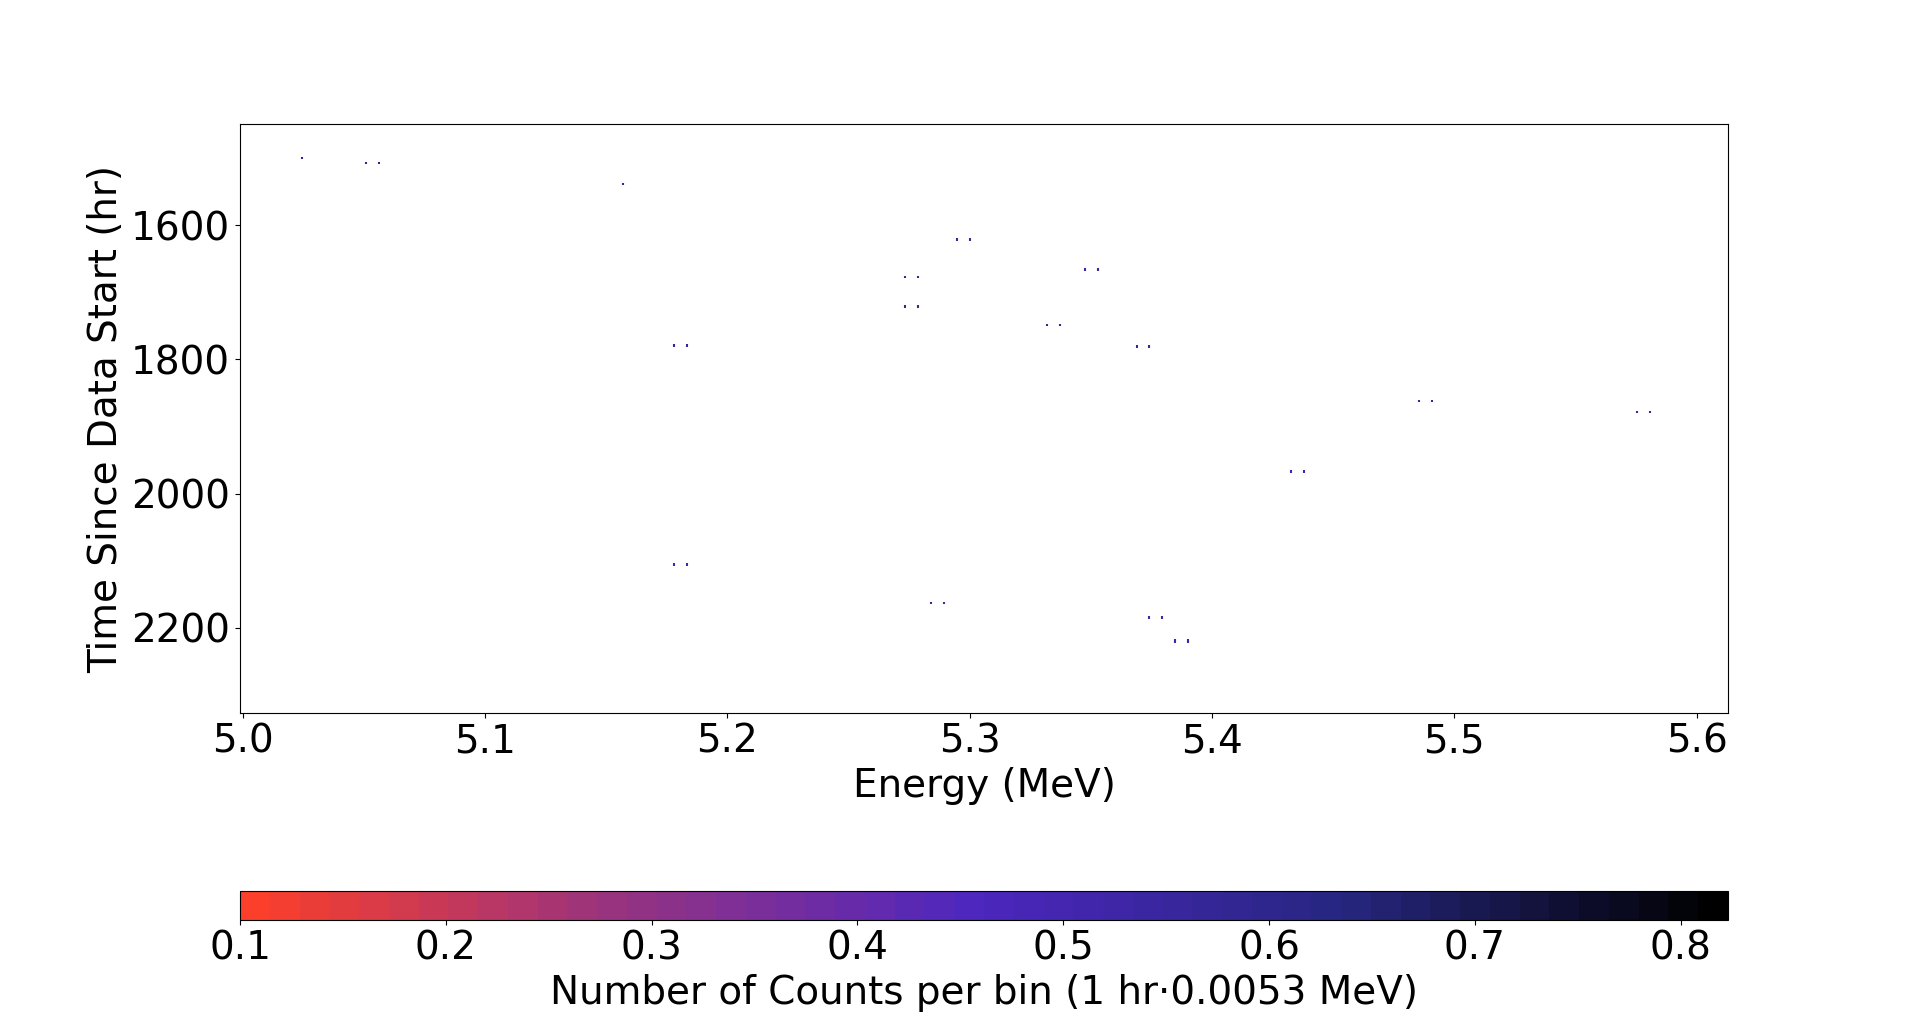 Time Since Data Start (hr)
1600
1800
2000
2200
5.0 5.1 5.2 5.3 5.4 5.5 5.6
Energy (MeV)
0.1 0.2 0.3 0.4 0.5 0.6 0.7 0.8
Number of Counts per bin (1 hr·0.0053 MeV)